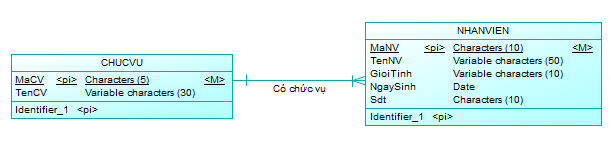 CHUCVU
MaCV <pi> Characters (5) <M>
TenCV Variable characters (30)
Identifier_1 <pi>
Có chức vụ
NHANVIEN
MaNV <pi> Characters (10) <M>
TenNV Variable characters (50)
GioiTinh Variable characters (10)
NgaySinh Date
Sdt Characters (10)
Identifier_1 <pi>